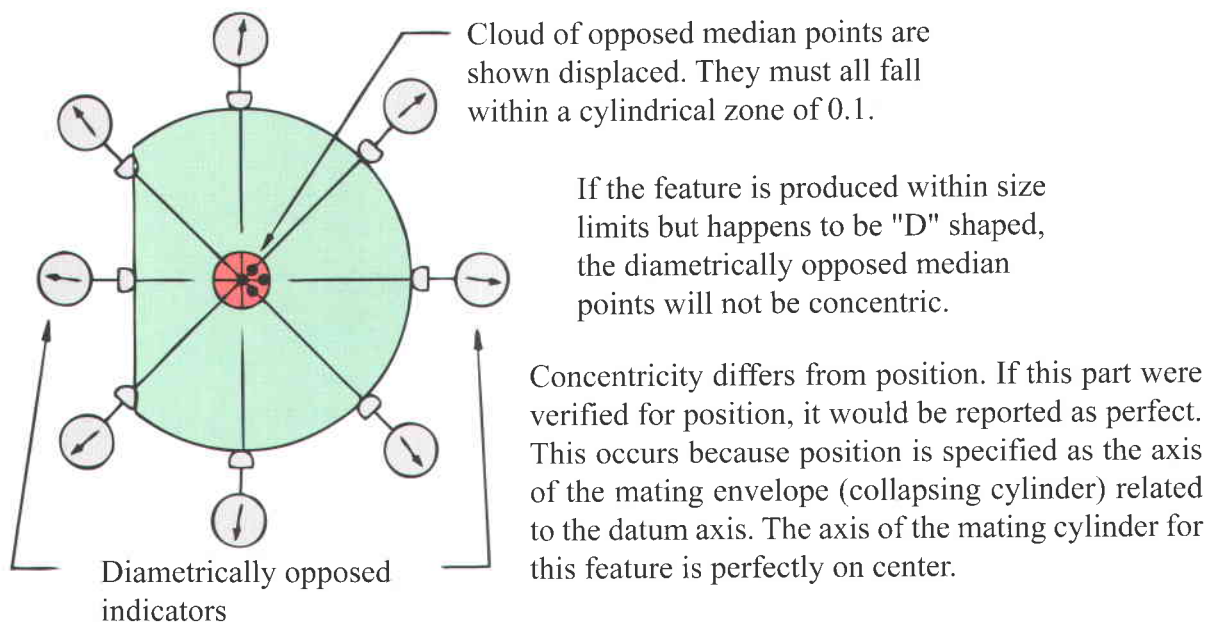 Cloud of opposed median points are
shown displaced. They must all fall
within a cylindrical zone of 0.1.
If the feature is produced within size
limits but happens to be "D" shaped,
the diametrically opposed median
points will not be concentric.
Concentricity differs from position. If this part were
verified for position, it would be reported as perfect.
This occurs because position is specified as the axis
of the mating envelope (collapsing cylinder) related
to the datum axis. The axis of the mating cylinder for
this feature is perfectly on center.
Diametrically opposed
indicators